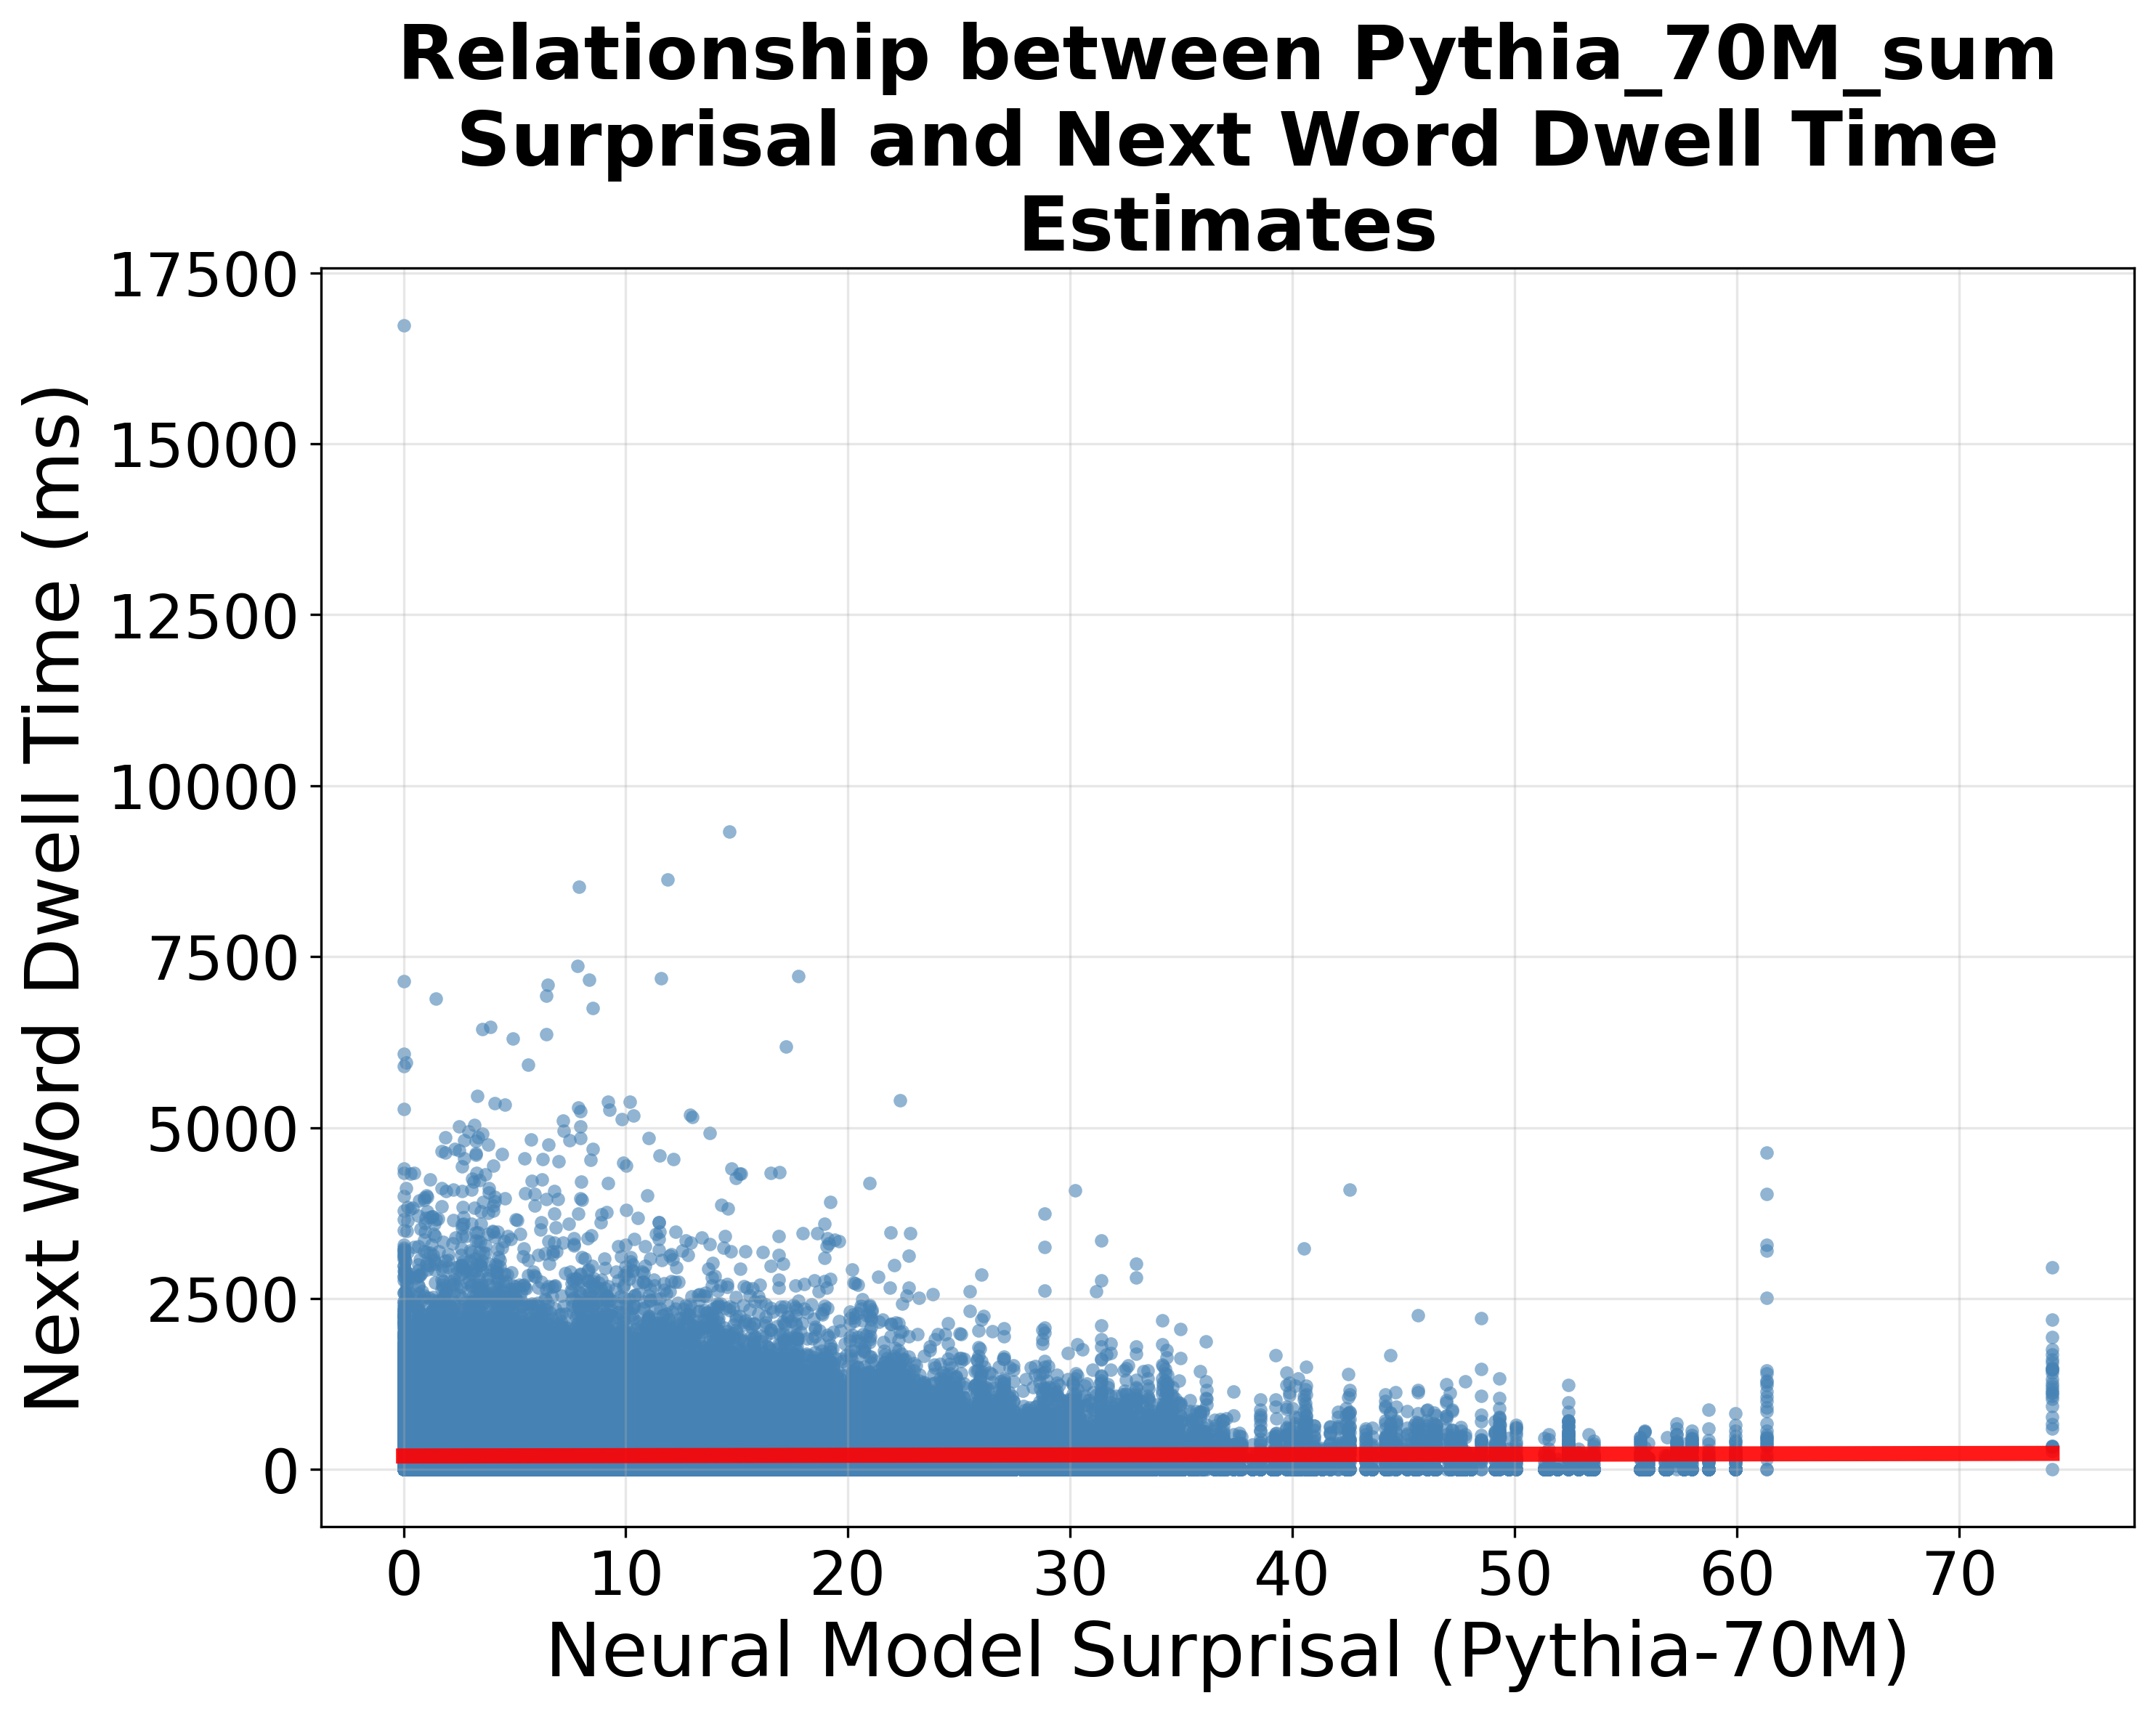 Relationship between Pythia_70M_sum
Surprisal and Next Word Dwell Time
Estimates
17500
15000
12500
10000
7500
5000
2500
0
Next Word Dwell Time (ms)
0 10 20 30 40 50 60 70
Neural Model Surprisal (Pythia-70M)